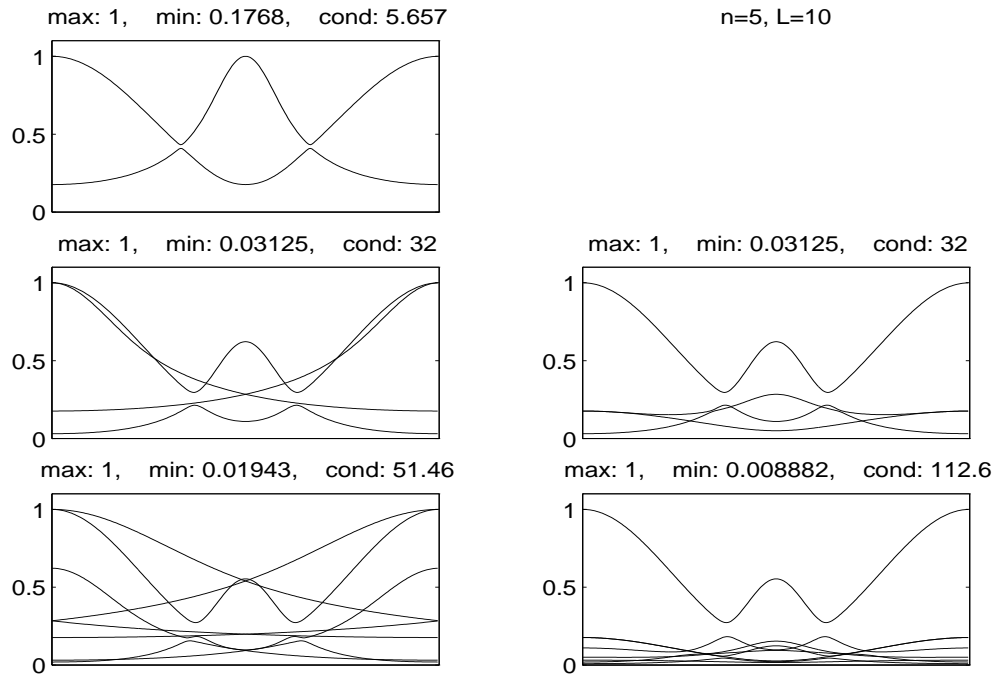 max: 1, min: 0.1768, cond: 5.657
n=5, L=10
1
0.5
0
max: 1, min: 0.03125, cond: 32
max: 1, min: 0.03125, cond: 32
1
0.5
0
1
0.5
0
max: 1, min: 0.01943, cond: 51.46
max: 1, min: 0.008882, cond: 112.6
1
0.5
0
1
0.5
0